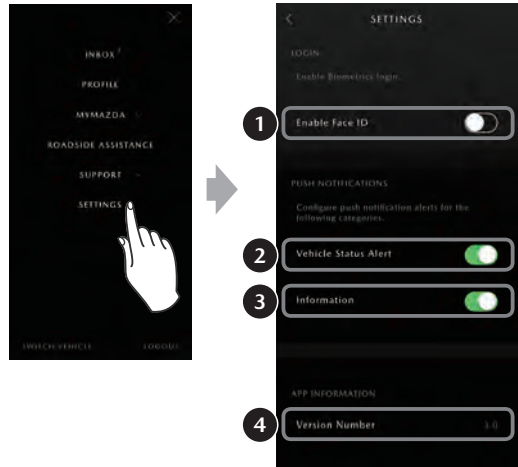 INBOX
PROFILE
MYMAZDA
ROADSIDE ASSISTANCE
SUPPORT
SETTINGS
SWITCH VEHICLE
LOGOUT
SETTINGS
LOGIN
Enable Biometrics login.
1
Enable Face ID
PUSH NOTIFICATIONS
Configure push notification alerts for the
following categories.
2
Vehicle Status Alert
3
Information
APP INFORMATION
4
Version Number 3.0